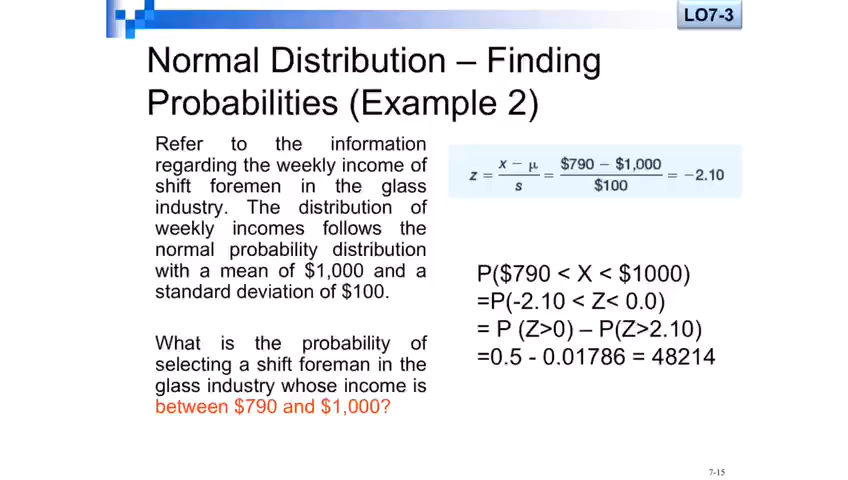 LO7-3
Normal Distribution – Finding
Probabilities (Example 2)
Refer to the information
regarding the weekly income of
shift foremen in the glass
industry. The distribution of
weekly incomes follows the
normal probability distribution
with a mean of $1,000 and a
standard deviation of $100.
What is the probability of
selecting a shift foreman in the
glass industry whose income is
between $790 and $1,000?
z = (x − μ)/s = ($790 − $1,000)/$100 = −2.10
P($790 < X < $1000)
=P(-2.10 < Z< 0.0)
= P (Z>0) – P(Z>2.10)
=0.5 - 0.01786 = 48214
7-15